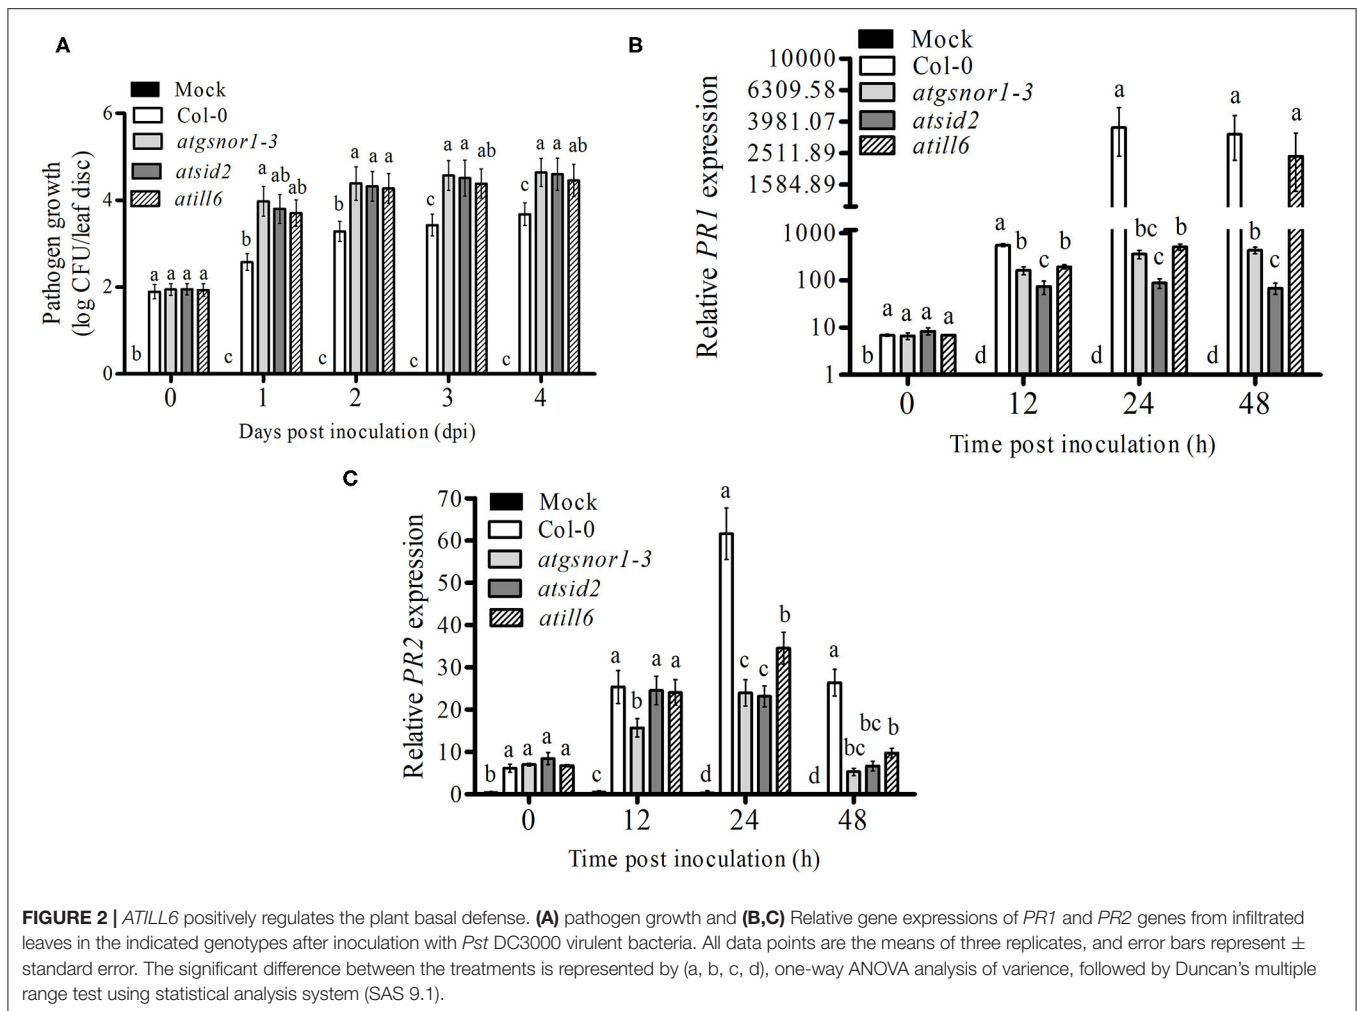 A
Mock
Col-0
atgsnor1-3
atsid2
atill6
Pathogen growth
(log CFU/leaf disc)
6
4
2
0
b a a a a
c b a ab ab
c b a a a
c c a a ab
c c a a ab
0 1 2 3 4
Days post inoculation (dpi)
B
Mock
Col-0
atgsnor1-3
atsid2
atill6
Relative PR1 expression
10000
6309.58
3981.07
2511.89
1584.89
1000
100
10
1
b a a a a
d a b c b
d a bc c b
d a b c a
0 12 24 48
Time post inoculation (h)
C
Mock
Col-0
atgsnor1-3
atsid2
atill6
Relative PR2 expression
70
60
50
40
30
20
10
0
b a a a a
c a b a a
d a c c b
d a bc bc b
0 12 24 48
Time post inoculation (h)
FIGURE 2 | ATILL6 positively regulates the plant basal defense. (A) pathogen growth and (B,C) Relative gene expressions of PR1 and PR2 genes from infiltrated
leaves in the indicated genotypes after inoculation with Pst DC3000 virulent bacteria. All data points are the means of three replicates, and error bars represent ±
standard error. The significant difference between the treatments is represented by (a, b, c, d), one-way ANOVA analysis of varience, followed by Duncan's multiple
range test using statistical analysis system (SAS 9.1).